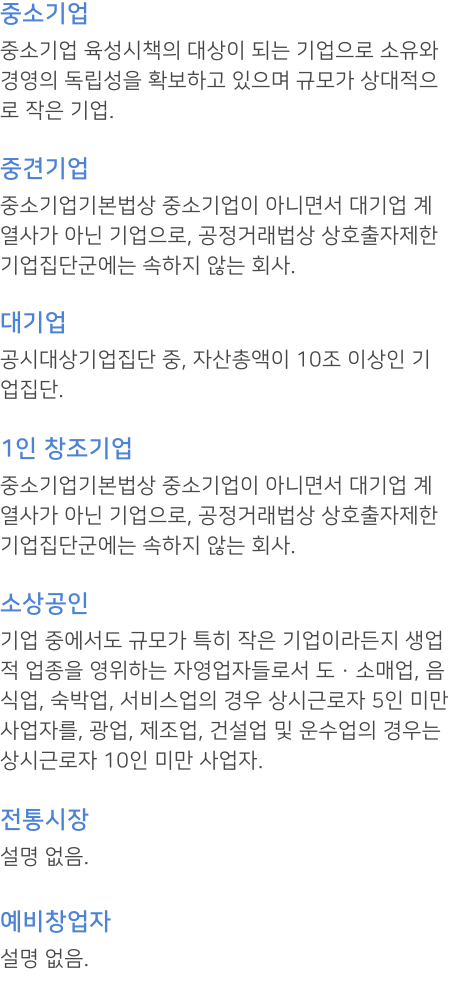 중소기업
중소기업 육성시책의 대상이 되는 기업으로 소유와
경영의 독립성을 확보하고 있으며 규모가 상대적으
로 작은 기업.
중견기업
중소기업기본법상 중소기업이 아니면서 대기업 계
열사가 아닌 기업으로, 공정거래법상 상호출자제한
기업집단군에는 속하지 않는 회사.
대기업
공시대상기업집단 중, 자산총액이 10조 이상인 기
업집단.
1인 창조기업
중소기업기본법상 중소기업이 아니면서 대기업 계
열사가 아닌 기업으로, 공정거래법상 상호출자제한
기업집단군에는 속하지 않는 회사.
소상공인
기업 중에서도 규모가 특히 작은 기업이라든지 생업
적 업종을 영위하는 자영업자들로서 도 · 소매업, 음
식업, 숙박업, 서비스업의 경우 상시근로자 5인 미만
사업자를, 광업, 제조업, 건설업 및 운수업의 경우는
상시근로자 10인 미만 사업자.
전통시장
설명 없음.
예비창업자
설명 없음.